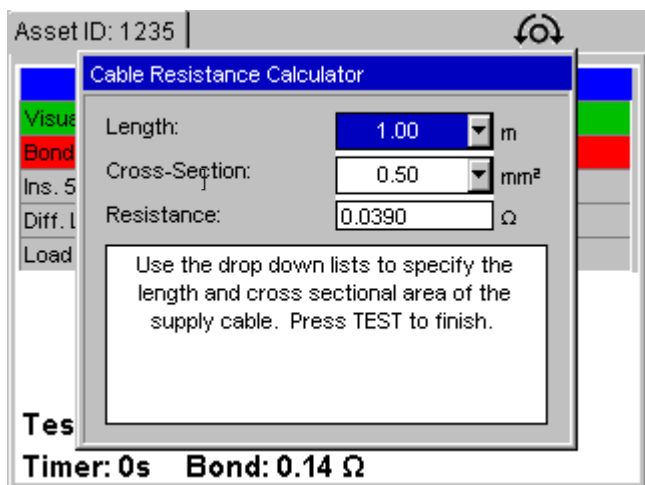 Asset ID: 1235
Cable Resistance Calculator
Visua
Length: 1.00 m
Bond
Cross-Section: 0.50 mm²
Ins. 5
Resistance: 0.0390 Ω
Diff. L
Load
Use the drop down lists to specify the
length and cross sectional area of the
supply cable. Press TEST to finish.
Tes
Timer: 0s Bond: 0.14 Ω